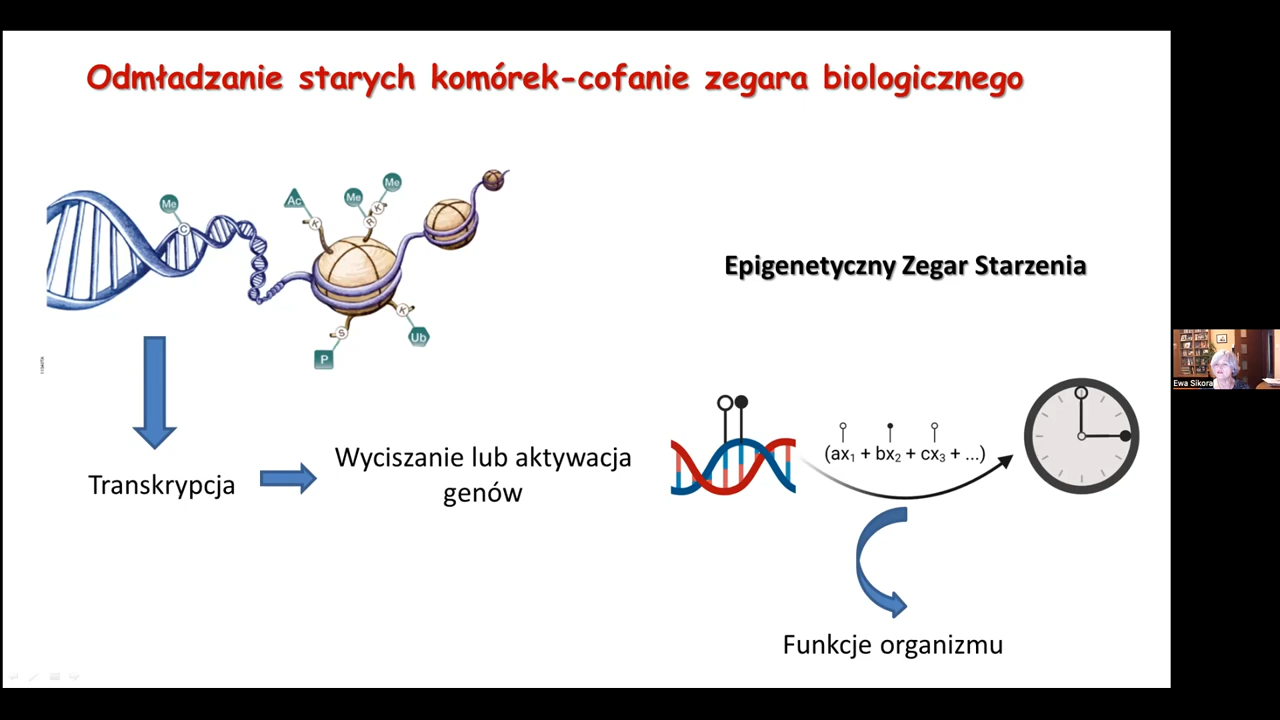 Odmładzanie starych komórek-cofanie zegara biologicznego
Me
C
Ac
K
Me
R
Me
K
S
P
K
Ub
Transkrypcja
Wyciszanie lub aktywacja
genów
Epigenetyczny Zegar Starzenia
(ax₁ + bx₂ + cx₃ + ...)
Funkcje organizmu
Ewa Sikora